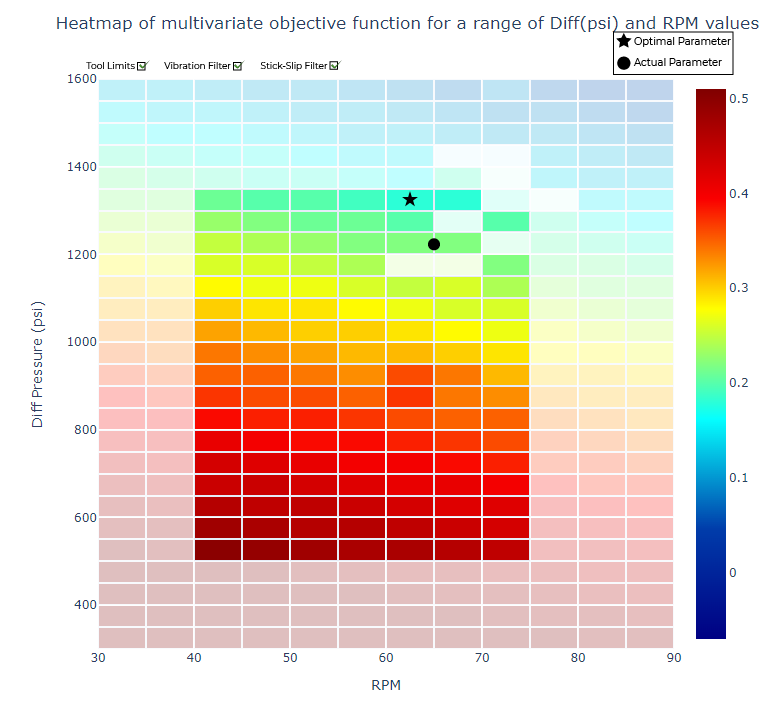 Heatmap of multivariate objective function for a range of Diff(psi) and RPM values
Optimal Parameter
Actual Parameter
Tool Limits Vibration Filter Stick-Slip Filter
1600
1400
1200
1000
800
600
400
Diff Pressure (psi)
30 40 50 60 70 80 90
RPM
0.5
0.4
0.3
0.2
0.1
0